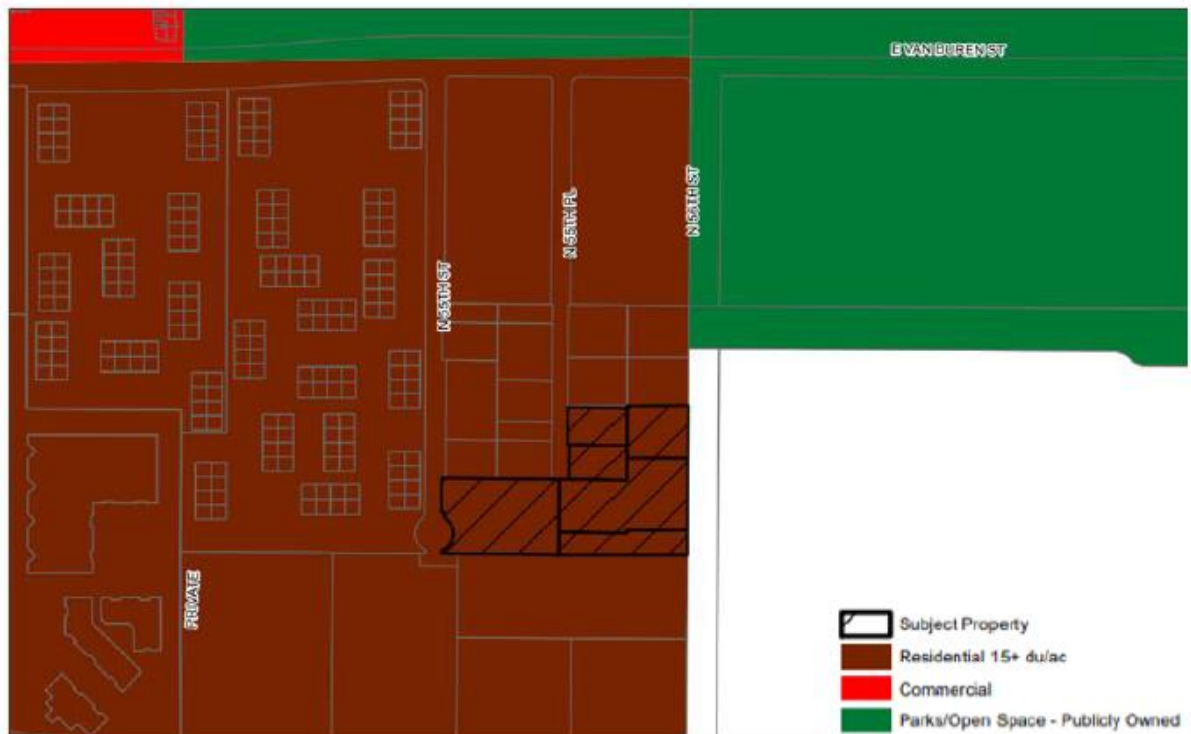 E VAN BUREN ST
N 55TH PL
N 56TH ST
N 55TH ST
PRIVATE
Subject Property
Residential 15+ du/ac
Commercial
Parks/Open Space - Publicly Owned